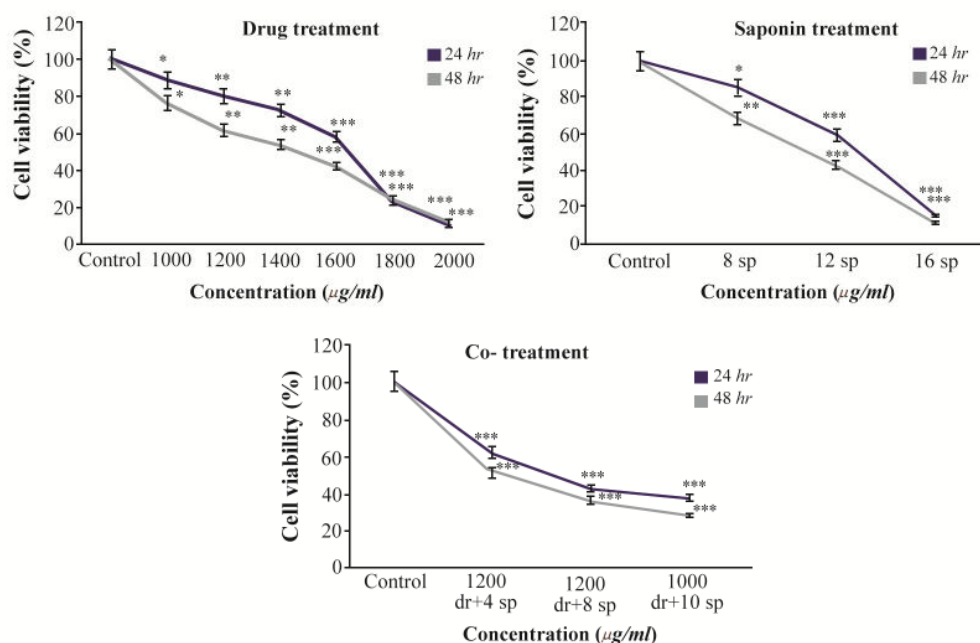 Drug treatment
24 hr
48 hr
Cell viability (%)
120
100
80
60
40
20
0
*
**
**
***
***
***
*
**
**
***
***
***
Control 1000 1200 1400 1600 1800 2000
Concentration (µg/ml)
Saponin treatment
24 hr
48 hr
Cell viability (%)
120
100
80
60
40
20
0
*
***
***
**
***
***
Control 8 sp 12 sp 16 sp
Concentration (µg/ml)
Co- treatment
24 hr
48 hr
Cell viability (%)
120
100
80
60
40
20
0
***
***
***
***
***
***
Control 1200 1200 1000
dr+4 sp dr+8 sp dr+10 sp
Concentration (µg/ml)